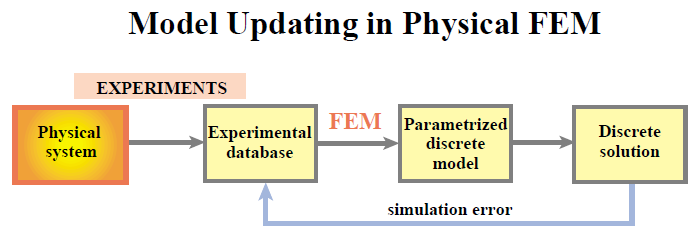 Model Updating in Physical FEM
EXPERIMENTS
Physical
system
Experimental
database
FEM
Parametrized
discrete
model
Discrete
solution
simulation error